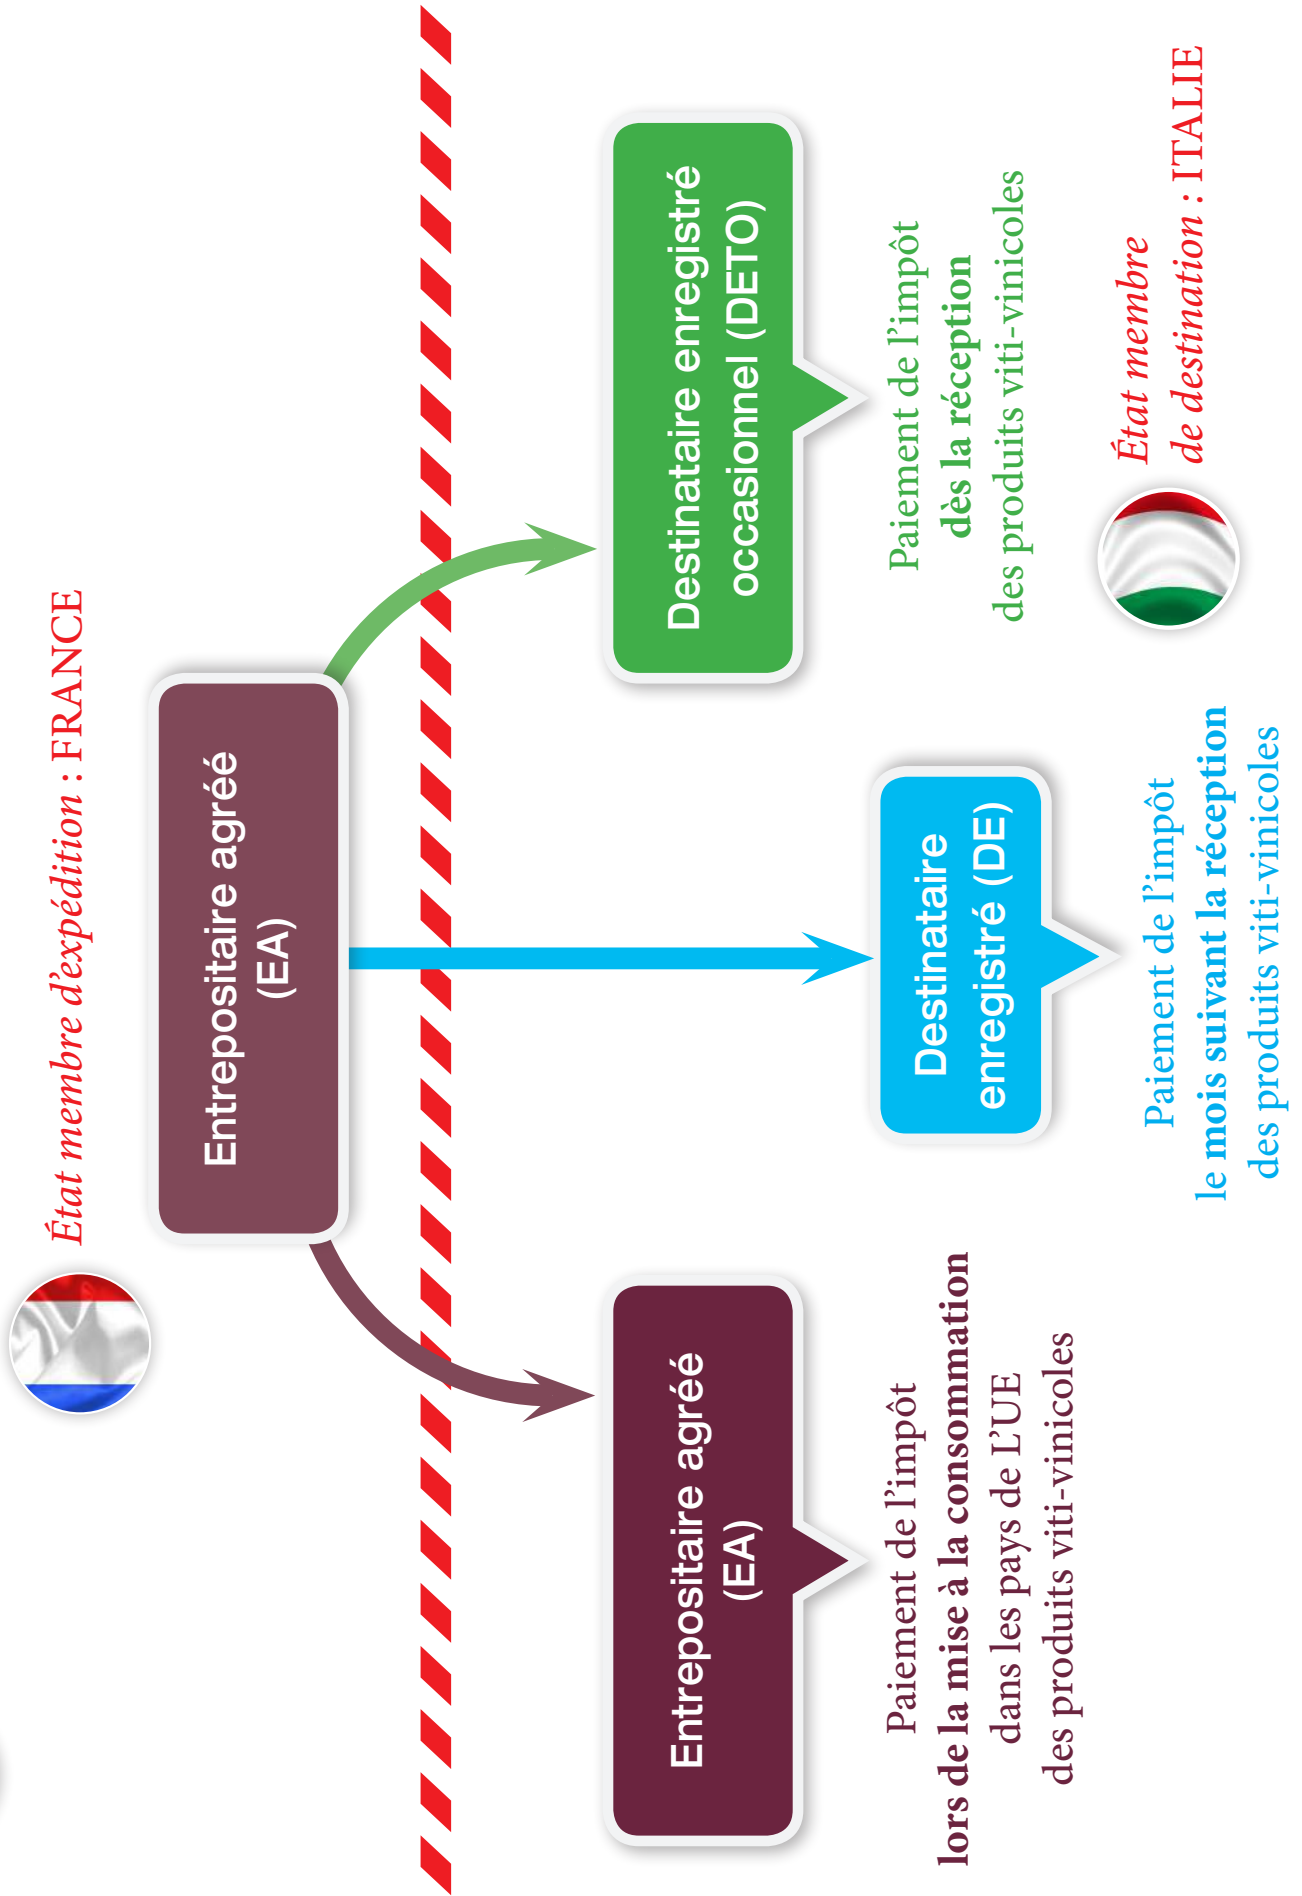 État membre d'expédition : FRANCE
Entrepositaire agréé
(EA)
Entrepositaire agréé
(EA)
Paiement de l'impôt
lors de la mise à la consommation
dans les pays de L'UE
des produits viti-vinicoles
Destinataire
enregistré (DE)
Paiement de l'impôt
le mois suivant la réception
des produits viti-vinicoles
Destinataire enregistré
occasionnel (DETO)
Paiement de l'impôt
dès la réception
des produits viti-vinicoles
État membre
de destination : ITALIE